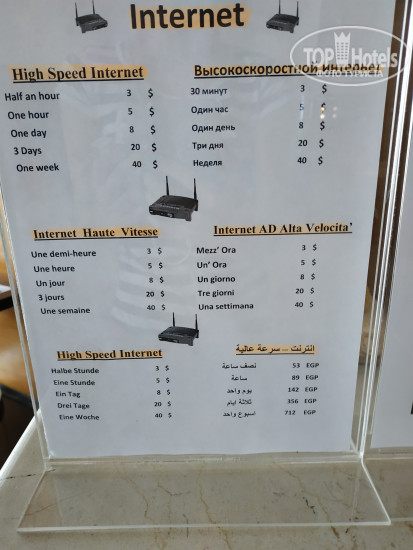 Internet
TOP Hotels
High Speed Internet
Half an hour 3 $
One hour 5 $
One day 8 $
3 Days 20 $
One week 40 $
Высокоскоростной интернет
30 минут 3 $
Один час 5 $
Один день 8 $
Три дня 20 $
Неделя 40 $
Internet Haute Vitesse
Une demi-heure 3 $
Une heure 5 $
Un jour 8 $
3 jours 20 $
Une semaine 40 $
Internet AD Alta Velocita'
Mezz' Ora 3 $
Un' Ora 5 $
Un giorno 8 $
Tre giorni 20 $
Una settimana 40 $
High Speed Internet
Halbe Stunde 3 $
Eine Stunde 5 $
Ein Tag 8 $
Drei Tage 20 $
Eine Woche 40 $
انترنت – سرعة عالية
نصف ساعة 53 EGP
ساعة 89 EGP
يوم واحد 142 EGP
ثلاثة ايام 356 EGP
اسبوع واحد 712 EGP